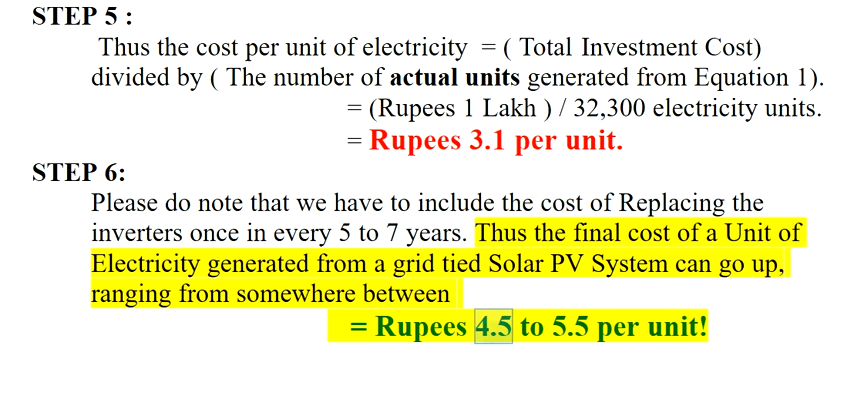 STEP 5 :
Thus the cost per unit of electricity = ( Total Investment Cost)
divided by ( The number of actual units generated from Equation 1).
= (Rupees 1 Lakh ) / 32,300 electricity units.
= Rupees 3.1 per unit.
STEP 6:
Please do note that we have to include the cost of Replacing the
inverters once in every 5 to 7 years. Thus the final cost of a Unit of
Electricity generated from a grid tied Solar PV System can go up,
ranging from somewhere between
= Rupees 4.5 to 5.5 per unit!